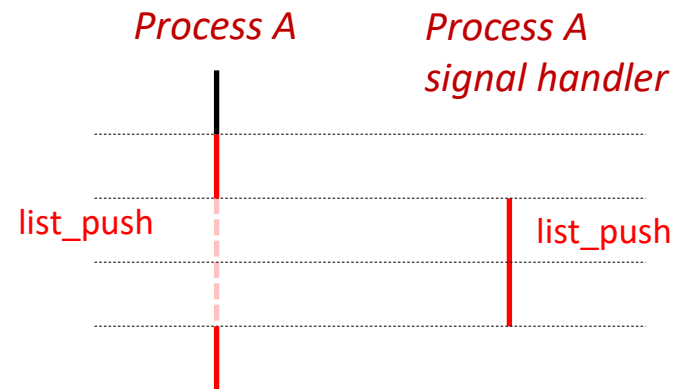 Process A
Process A
signal handler
list_push
list_push